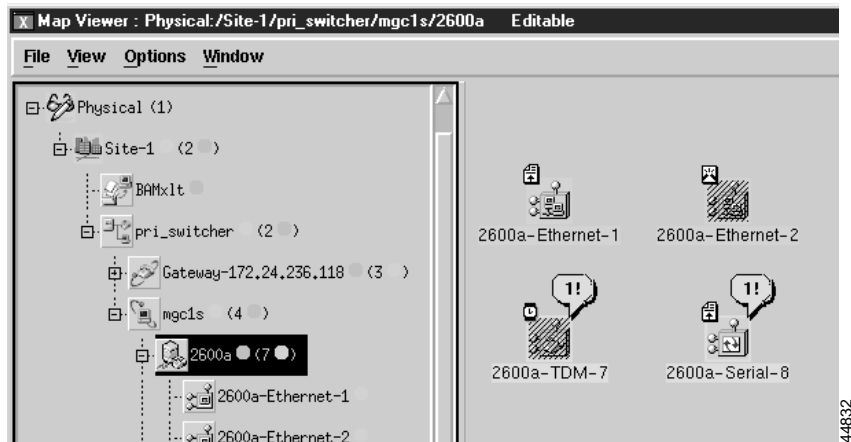 X Map Viewer : Physical:/Site-1/pri_switcher/mgc1s/2600a Editable
File View Options Window
Physical (1)
Site-1 (2 )
BAMxlt
pri_switcher (2 )
Gateway-172.24.236.118 (3 )
mgc1s (4 )
2600a (7 )
2600a-Ethernet-1
2600a-Ethernet-2
2600a-Ethernet-1
2600a-Ethernet-2
1!
1!
2600a-TDM-7
2600a-Serial-8
44832